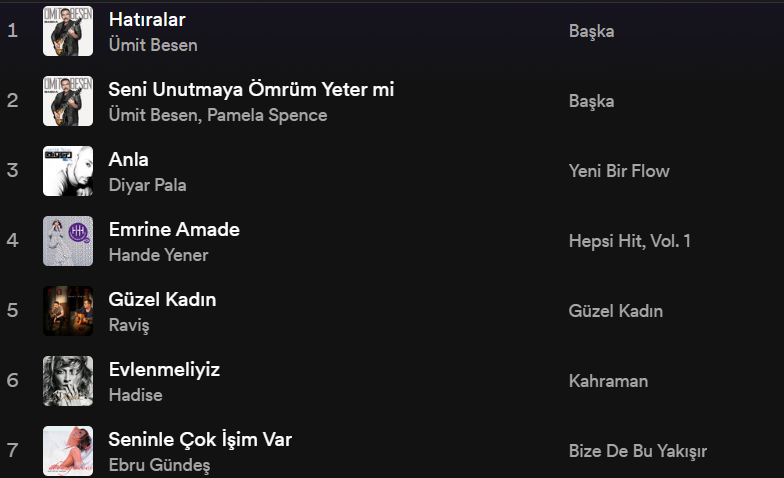 1
Hatıralar
Ümit Besen
Başka
2
Seni Unutmaya Ömrüm Yeter mi
Ümit Besen, Pamela Spence
Başka
3
Anla
Diyar Pala
Yeni Bir Flow
4
Emrine Amade
Hande Yener
Hepsi Hit, Vol. 1
5
Güzel Kadın
Raviş
Güzel Kadın
6
Evlenmeliyiz
Hadise
Kahraman
7
Seninle Çok İşim Var
Ebru Gündeş
Bize De Bu Yakışır